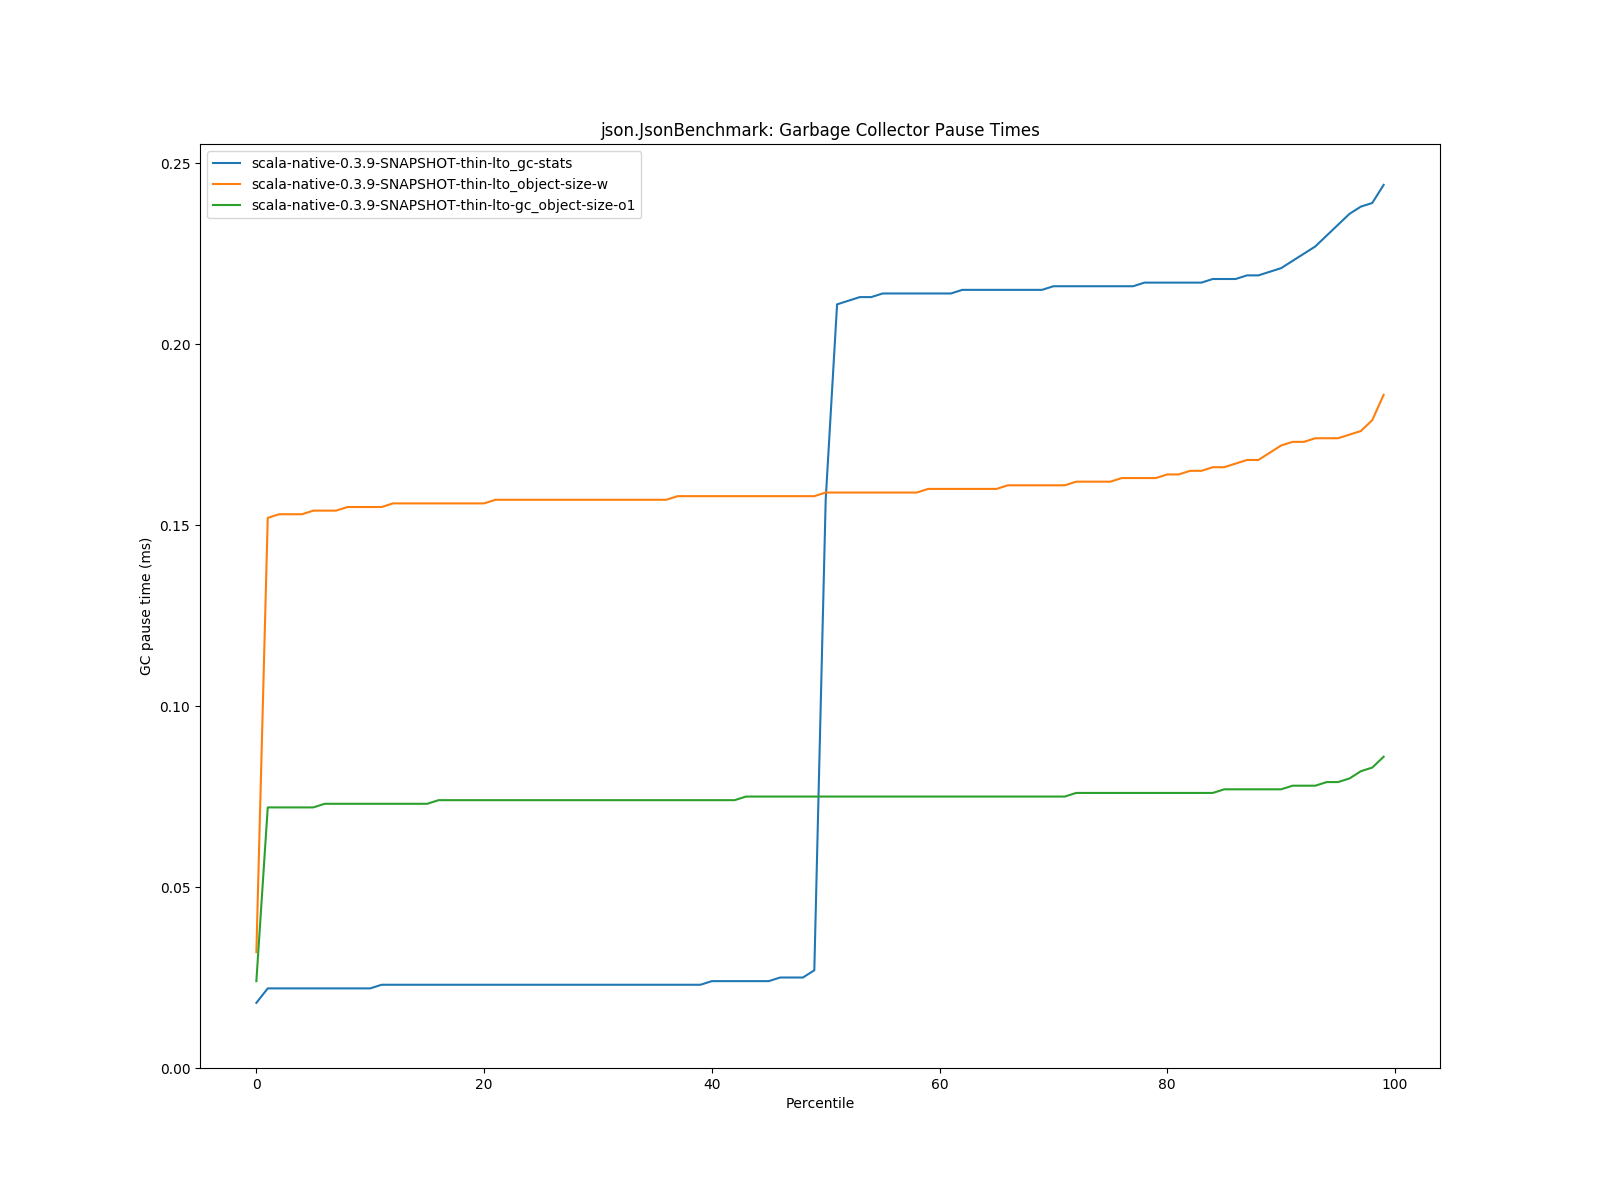 json.JsonBenchmark: Garbage Collector Pause Times
scala-native-0.3.9-SNAPSHOT-thin-lto_gc-stats
scala-native-0.3.9-SNAPSHOT-thin-lto_object-size-w
scala-native-0.3.9-SNAPSHOT-thin-lto-gc_object-size-o1
0.25
0.20
0.15
0.10
0.05
0.00
GC pause time (ms)
0 20 40 60 80 100
Percentile